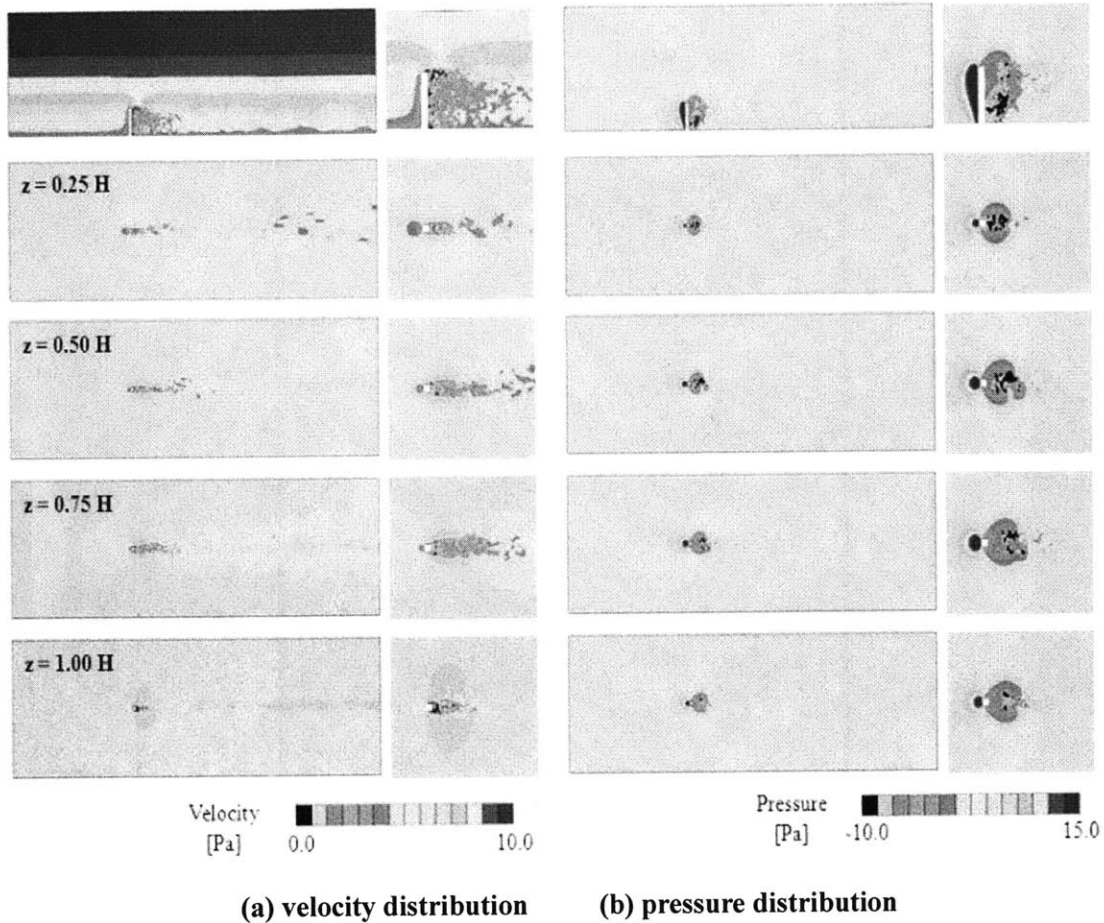 z = 0.25 H
z = 0.50 H
z = 0.75 H
z = 1.00 H
Velocity
[Pa]
0.0
10.0
Pressure
[Pa]
-10.0
15.0
(a) velocity distribution
(b) pressure distribution